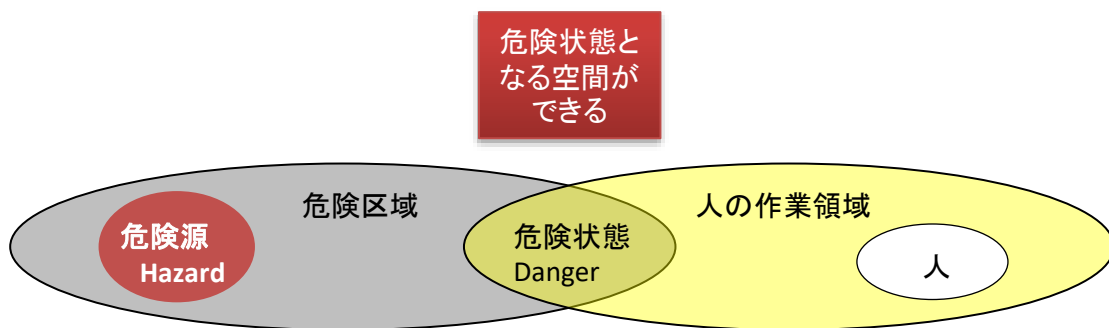 危険状態と
なる空間が
できる
危険区域
人の作業領域
危険源
Hazard
危険状態
Danger
人